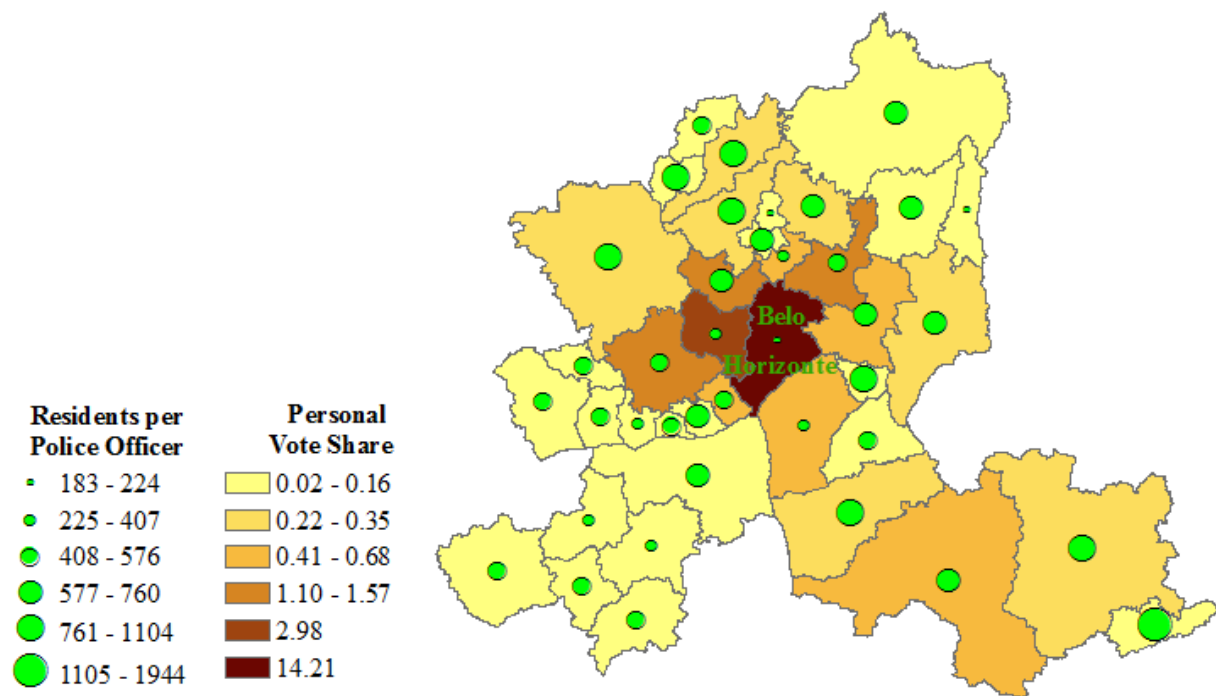 Belo
Horizonte
Residents per
Police Officer
183 - 224
225 - 407
408 - 576
577 - 760
761 - 1104
1105 - 1944
Personal
Vote Share
0.02 - 0.16
0.22 - 0.35
0.41 - 0.68
1.10 - 1.57
2.98
14.21